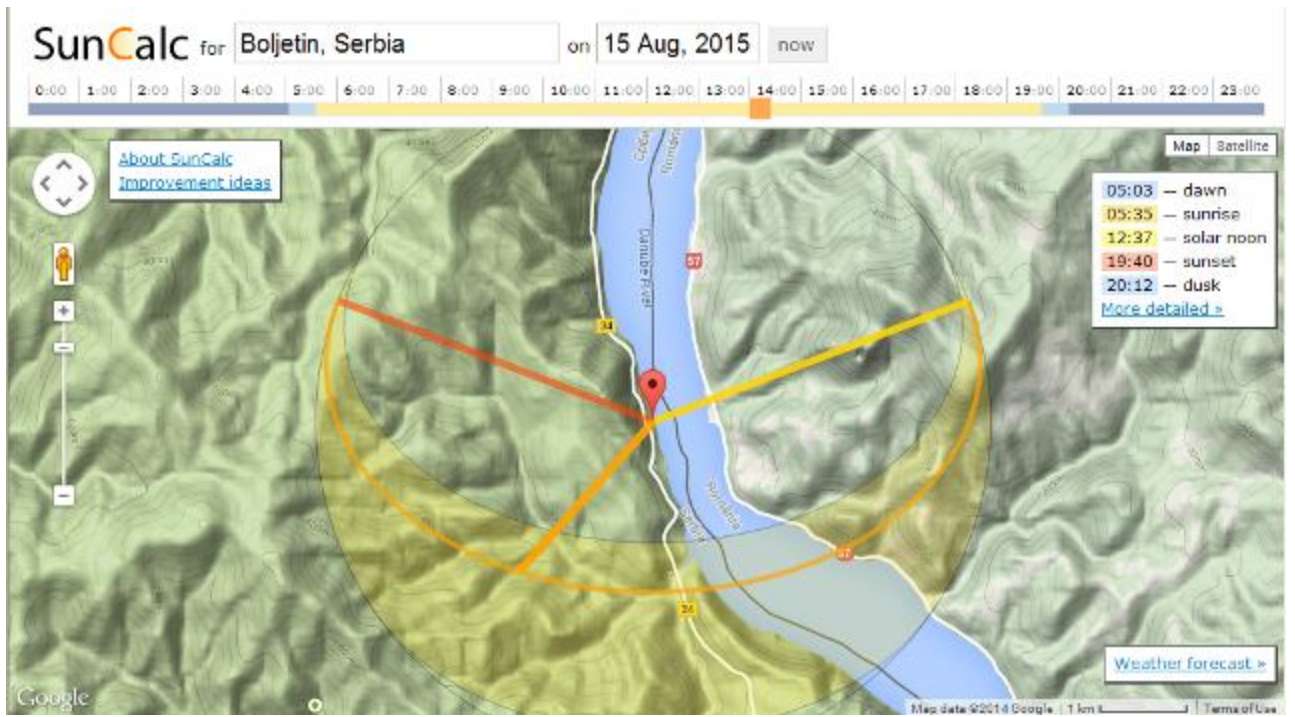 SunCalc for Boljetin, Serbia on 15 Aug, 2015 now
0:00 1:00 2:00 3:00 4:00 5:00 6:00 7:00 8:00 9:00 10:00 11:00 12:00 13:00 14:00 15:00 16:00 17:00 18:00 19:00 20:00 21:00 22:00 23:00
About SunCalc
Improvement ideas
Map Satellite
05:03 — dawn
05:35 — sunrise
12:37 — solar noon
19:40 — sunset
20:12 — dusk
More detailed »
Danube River
57
34
Serbia
57
34
Weather forecast »
Google
Map data ©2014 Google 1 km Terms of Use